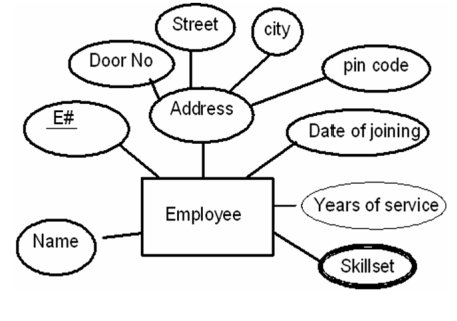 Street
city
Door No
pin code
Address
E#
Date of joining
Years of service
Employee
Name
Skillset